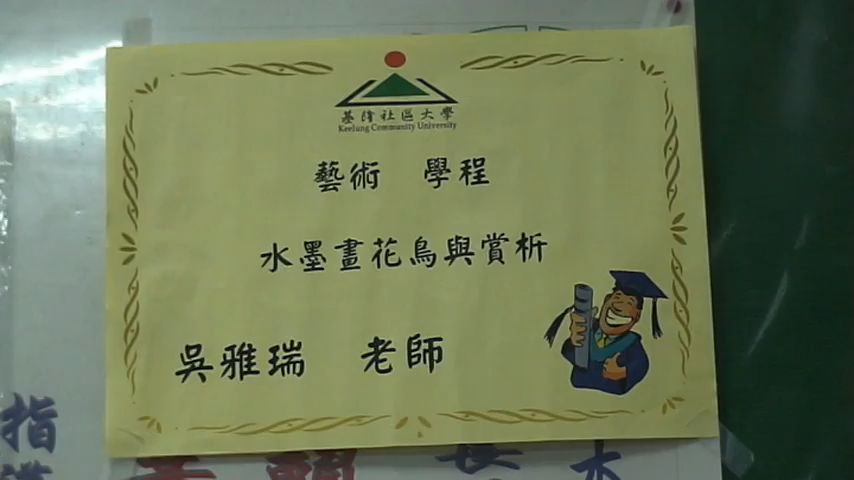 基隆社區大學
Keelung Community University
藝術 學程
水墨畫花鳥與賞析
吳雅瑞 老師
指